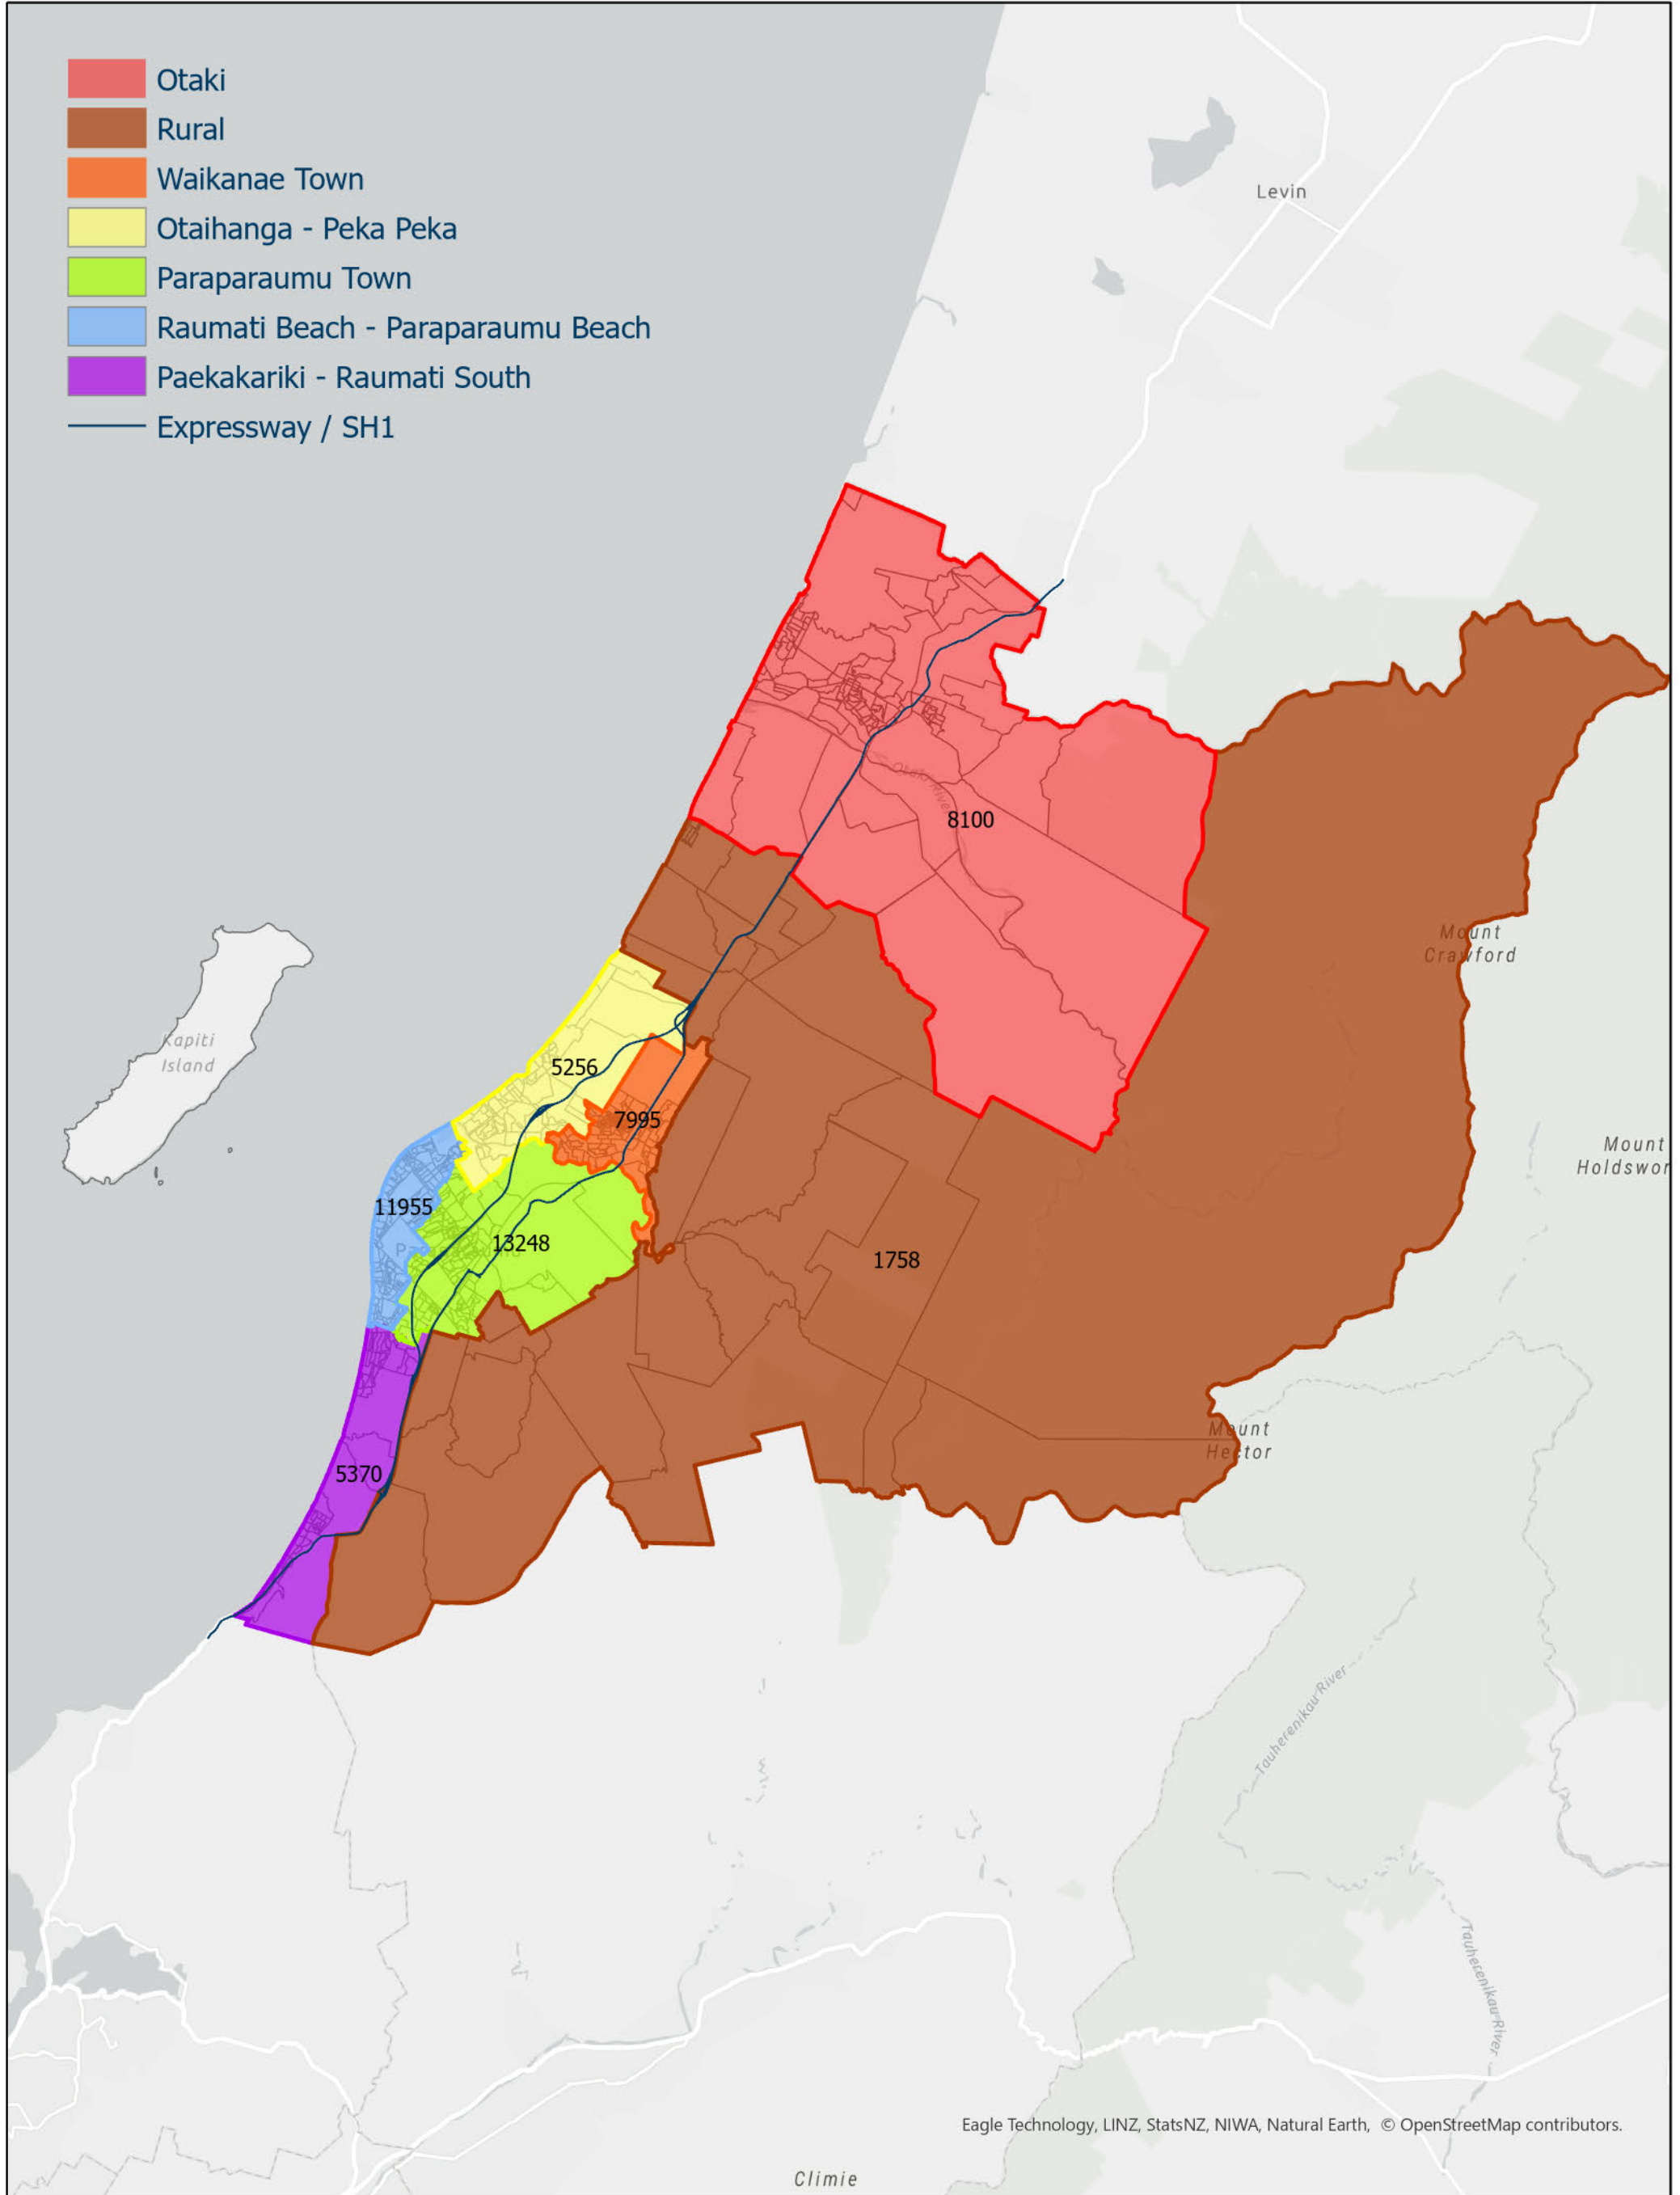 Otaki
Rural
Waikanae Town
Otaihanga - Peka Peka
Paraparaumu Town
Raumati Beach - Paraparaumu Beach
Paekakariki - Raumati South
Expressway / SH1
Levin
Otaki River
8100
Mount
Crawford
Kapiti
Island
5256
7995
Mount
Holdswor
11955
13248
1758
Mount
Hector
5370
Tauherenikau River
Tauherenikau River
Eagle Technology, LINZ, StatsNZ, NIWA, Natural Earth, © OpenStreetMap contributors.
Climie